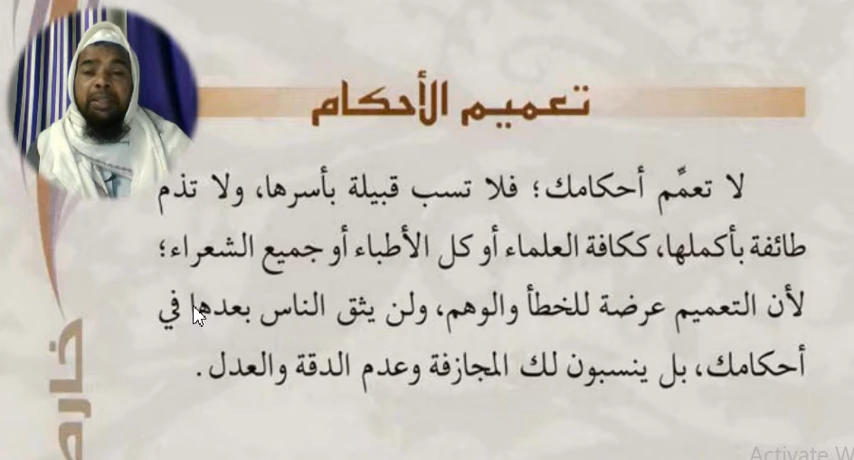 تعميم الأحكام
لا تعمِّم أحكامك؛ فلا تسب قبيلة بأسرها، ولا تذم
طائفة بأكملها، ككافة العلماء أو كل الأطباء أو جميع الشعراء؛
لأن التعميم عرضة للخطأ والوهم، ولن يثق الناس بعدها في
أحكامك، بل ينسبون لك المجازفة وعدم الدقة والعدل.
خار
Activate W